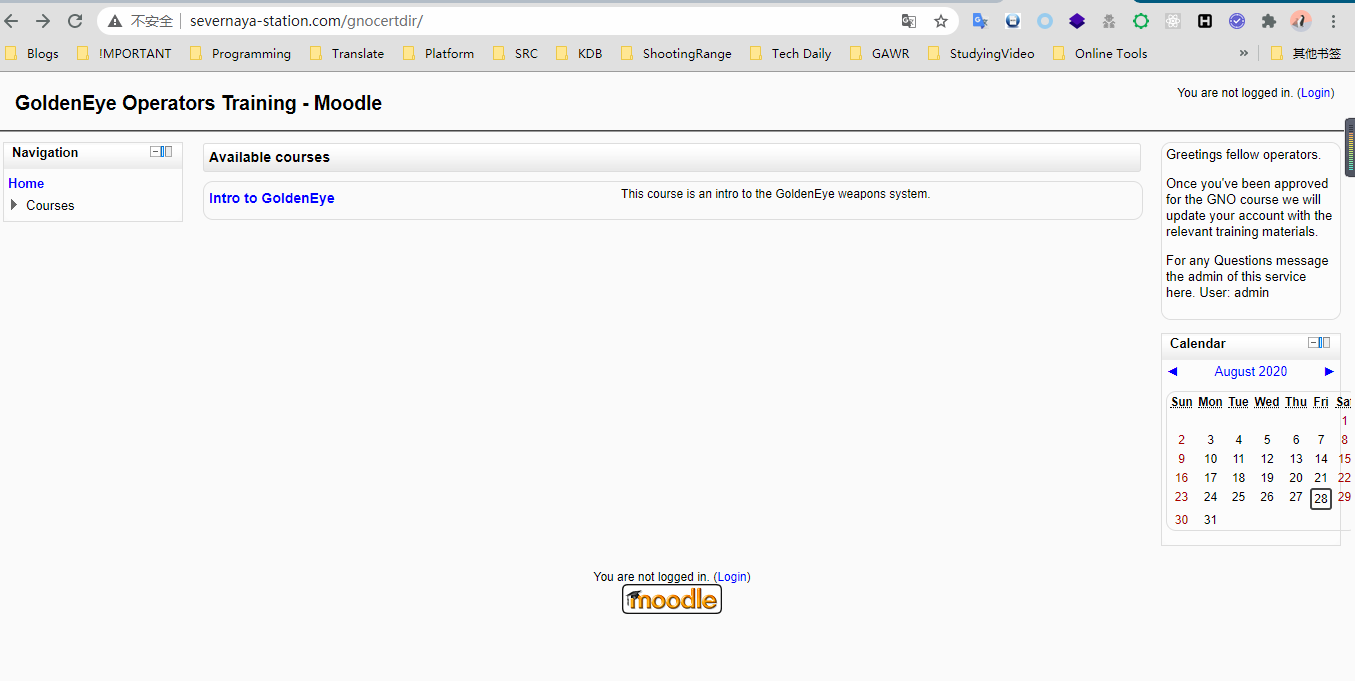 不安全 severnaya-station.com/gnocertdir/
Blogs !MPORTANT Programming Translate Platform SRC KDB ShootingRange Tech Daily GAWR StudyingVideo Online Tools » 其他书签
GoldenEye Operators Training - Moodle
You are not logged in. (Login)
Navigation
Home
Courses
Available courses
Intro to GoldenEye
This course is an intro to the GoldenEye weapons system.
Greetings fellow operators.
Once you've been approved
for the GNO course we will
update your account with the
relevant training materials.
For any Questions message
the admin of this service
here. User: admin
Calendar
◄ August 2020 ►
Sun Mon Tue Wed Thu Fri Sa
1
2 3 4 5 6 7 8
9 10 11 12 13 14 15
16 17 18 19 20 21 22
23 24 25 26 27 28 29
30 31
You are not logged in. (Login)
moodle